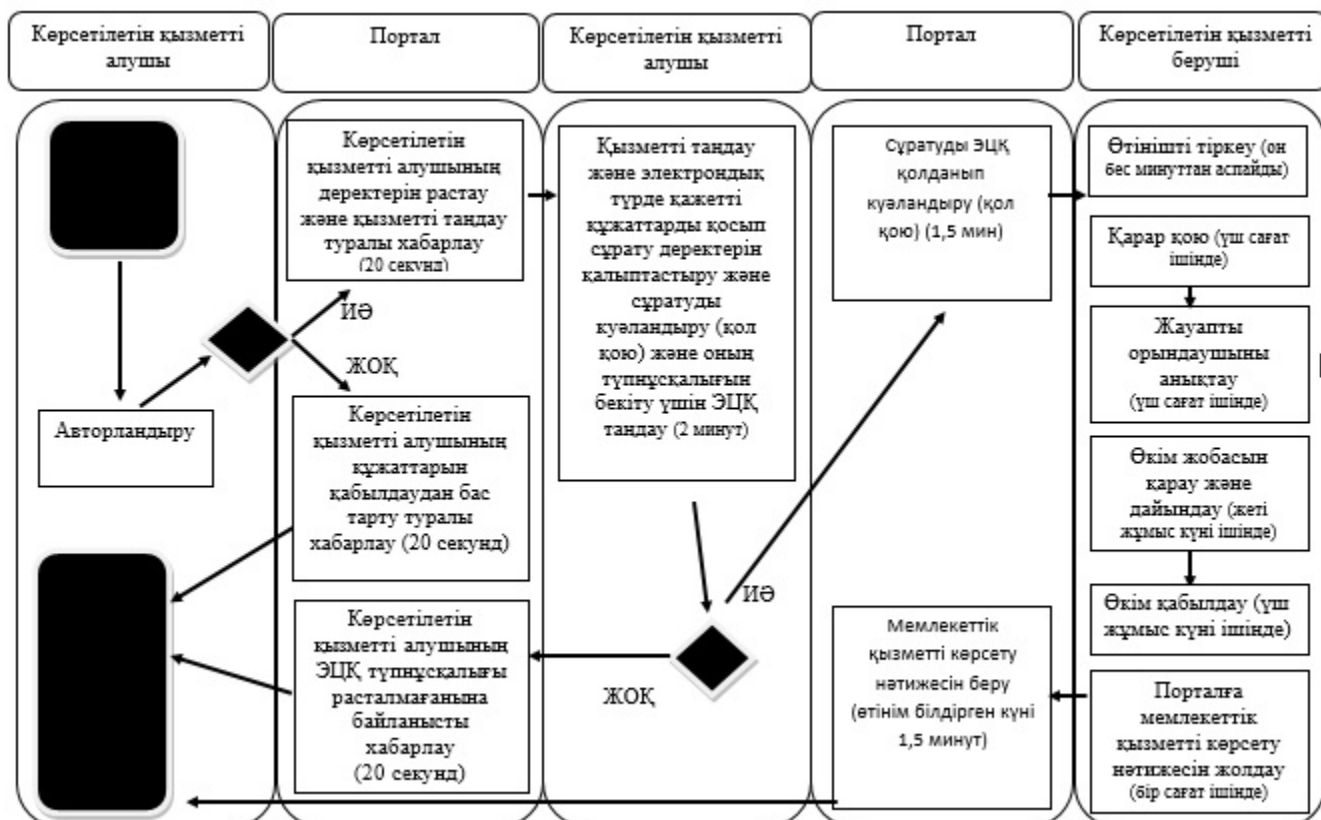 Көрсетілетін қызметті
алушы
Портал
Көрсетілетін қызметті
алушы
Портал
Көрсетілетін қызметті
беруші
Авторландыру
Көрсетілетін
қызметті алушының
деректерін растау
және қызметті таңдау
туралы хабарлау
(20 секунд)
ИӘ
ЖОҚ
Көрсетілетін
қызметті алушының
құжаттарын
қабылдаудан бас
тарту туралы
хабарлау (20 секунд)
Көрсетілетін
қызметті алушының
ЭЦҚ түпнұсқалығы
расталмағанына
байланысты
хабарлау
(20 секунд)
Қызметті таңдау
және электрондық
түрде қажетті
құжаттарды қосып
сұрату деректерін
қалыптастыру және
сұратуды
куәландыру (қол
қою) және оның
түпнұсқалығын
бекіту үшін ЭЦҚ
таңдау (2 минут)
ИӘ
ЖОҚ
Сұратуды ЭЦҚ
қолданып
куәландыру (қол
қою) (1,5 мин)
Мемлекеттік
қызметті көрсету
нәтижесін беру
(өтінім білдірген күні
1,5 минут)
Өтінішті тіркеу (он
бес минуттан аспайды)
Қарар қою (үш сағат
ішінде)
Жауапты
орындаушыны
анықтау
(үш сағат ішінде)
Өкім жобасын
қарау және
дайындау (жеті
жұмыс күні ішінде)
Өкім қабылдау (үш
жұмыс күні ішінде)
Порталға
мемлекеттік
қызметті көрсету
нәтижесін жолдау
(бір сағат ішінде)